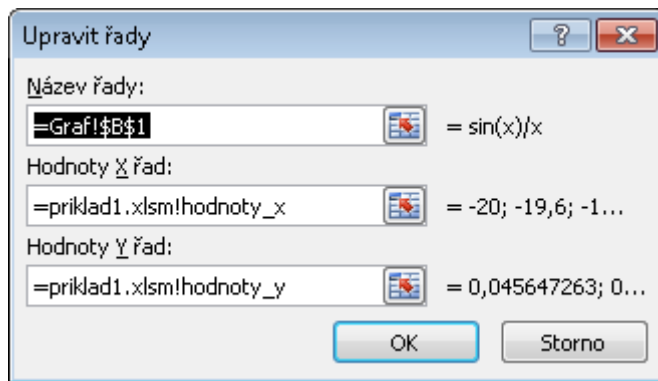 Upravit řady
Název řady:
=Graf!$B$1 = sin(x)/x
Hodnoty X řad:
=priklad1.xlsm!hodnoty_x = -20; -19,6; -1...
Hodnoty Y řad:
=priklad1.xlsm!hodnoty_y = 0,045647263; 0...
OK Storno